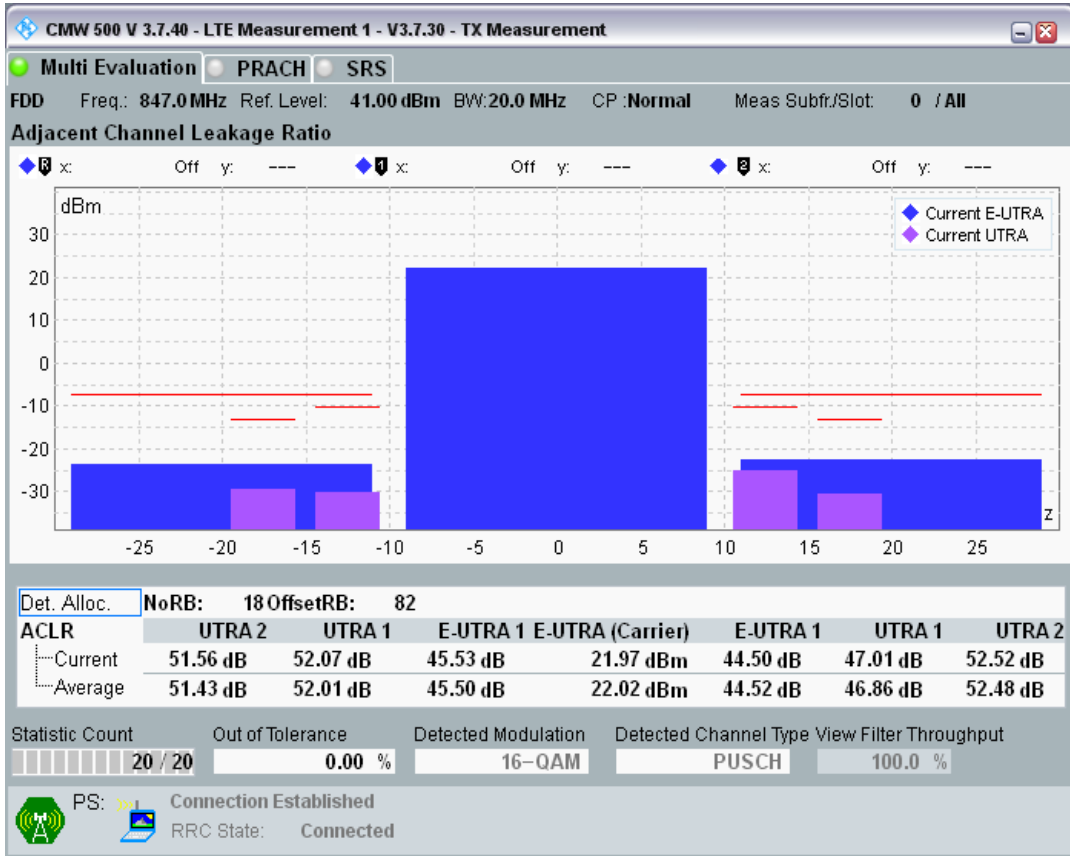 CMW 500 V 3.7.40 - LTE Measurement 1 - V3.7.30 - TX Measurement
Multi Evaluation PRACH SRS
FDD Freq.: 847.0 MHz Ref. Level: 41.00 dBm BW: 20.0 MHz CP :Normal Meas Subfr./Slot: 0 / All
Adjacent Channel Leakage Ratio
R x: Off y: --- 1 x: Off y: --- 2 x: Off y: ---
dBm
Current E-UTRA
Current UTRA
30
20
10
0
-10
-20
-30
z
-25 -20 -15 -10 -5 0 5 10 15 20 25
Det. Alloc. NoRB: 18 OffsetRB: 82
ACLR UTRA 2 UTRA 1 E-UTRA 1 E-UTRA (Carrier) E-UTRA 1 UTRA 1 UTRA 2
Current 51.56 dB 52.07 dB 45.53 dB 21.97 dBm 44.50 dB 47.01 dB 52.52 dB
Average 51.43 dB 52.01 dB 45.50 dB 22.02 dBm 44.52 dB 46.86 dB 52.48 dB
Statistic Count Out of Tolerance Detected Modulation Detected Channel Type View Filter Throughput
20 / 20 0.00 % 16-QAM PUSCH 100.0 %
PS: Connection Established
RRC State: Connected